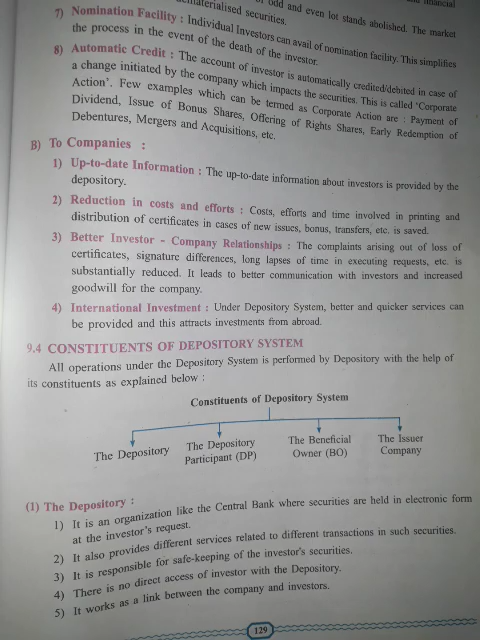 odd and even lot stands abolished. The market
dematerialised securities.
7) Nomination Facility : Individual Investors can avail of nomination facility. This simplifies
the process in the event of the death of the investor.
8) Automatic Credit : The account of investor is automatically credited/debited in case of
a change initiated by the company which impacts the securities. This is called 'Corporate
Action'. Few examples which can be termed as Corporate Action are : Payment of
Dividend, Issue of Bonus Shares, Offering of Rights Shares, Early Redemption of
Debentures, Mergers and Acquisitions, etc.
B) To Companies :
1) Up-to-date Information : The up-to-date information about investors is provided by the
depository.
2) Reduction in costs and efforts : Costs, efforts and time involved in printing and
distribution of certificates in cases of new issues, bonus, transfers, etc. is saved.
3) Better Investor - Company Relationships : The complaints arising out of loss of
certificates, signature differences, long lapses of time in executing requests, etc. is
substantially reduced. It leads to better communication with investors and increased
goodwill for the company.
4) International Investment : Under Depository System, better and quicker services can
be provided and this attracts investments from abroad.
9.4 CONSTITUENTS OF DEPOSITORY SYSTEM
All operations under the Depository System is performed by Depository with the help of
its constituents as explained below :
Constituents of Depository System
The Depository
The Depository
Participant (DP)
The Beneficial
Owner (BO)
The Issuer
Company
(1) The Depository :
1) It is an organization like the Central Bank where securities are held in electronic form
at the investor's request.
2) It also provides different services related to different transactions in such securities.
3) It is responsible for safe-keeping of the investor's securities.
4) There is no direct access of investor with the Depository.
5) It works as a link between the company and investors.
129